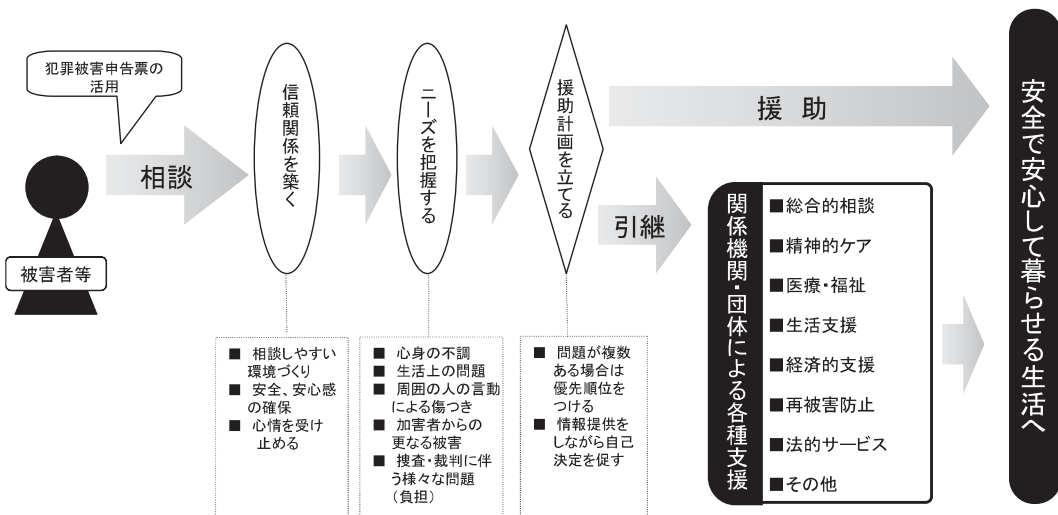 犯罪被害申告票の
活用
被害者等
相談
信頼関係を築く
ニーズを把握する
援助計画を立てる
援 助
引継
■ 相談しやすい
環境づくり
■ 安全、安心感
の確保
■ 心情を受け
止める
■ 心身の不調
■ 生活上の問題
■ 周囲の人の言動
による傷つき
■ 加害者からの
更なる被害
■ 捜査・裁判に伴
う様々な問題
(負担)
■ 問題が複数
ある場合は
優先順位を
つける
■ 情報提供を
しながら自己
決定を促す
関係機関・団体による各種支援
■総合的相談
■精神的ケア
■医療・福祉
■生活支援
■経済的支援
■再被害防止
■法的サービス
■その他
安全で安心して暮らせる生活へ